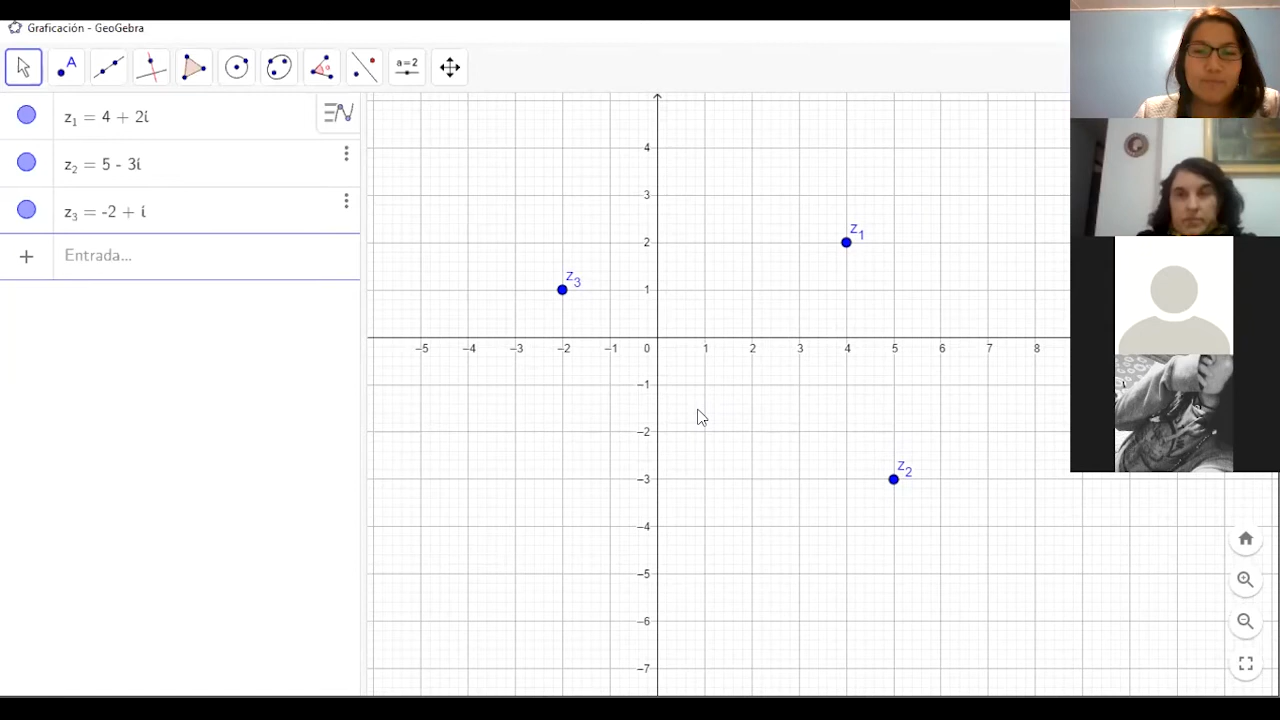 Graficación - GeoGebra
A
a=2
z1 = 4 + 2i
z2 = 5 - 3i
z3 = -2 + i
+ Entrada...
4
3
2
1
0
−1
−2
−3
−4
−5
−6
−7
−5 −4 −3 −2 −1 1 2 3 4 5 6 7 8
z1
z3
z2